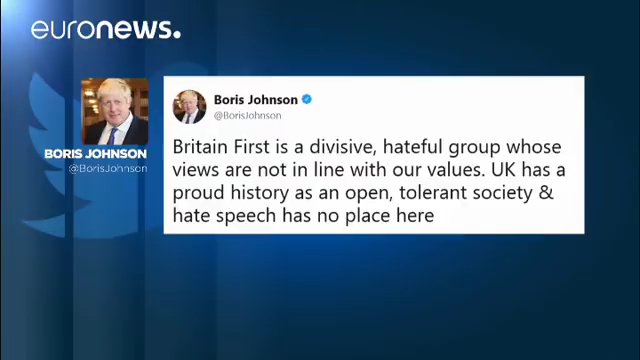 euronews.
BORIS JOHNSON
@BorisJohnson
Boris Johnson
@BorisJohnson
Britain First is a divisive, hateful group whose
views are not in line with our values. UK has a
proud history as an open, tolerant society &
hate speech has no place here